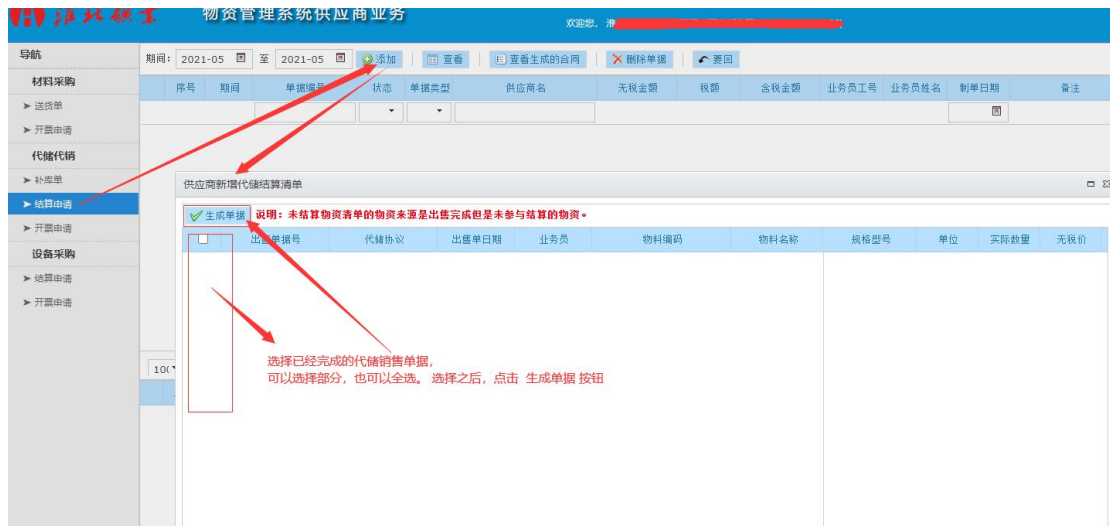 淮北矿業 物资管理系统供应商业务
欢迎您, 淮
导航
期间: 2021-05 至 2021-05 添加 查看 查看生成的合同 删除单据 要回
材料采购
序号 期间 单据编号 状态 单据类型 供应商名 无税金额 税额 含税金额 业务员工号 业务员姓名 制单日期 备注
➤ 送货单
➤ 开票申请
代储代销
➤ 补库单
➤ 结算申请
➤ 开票申请
设备采购
➤ 结算申请
➤ 开票申请
供应商新增代储结算清单
生成单据 说明: 未结算物资清单的物资来源是出售完成但是未参与结算的物资。
出售单据号 代储协议 出售单日期 业务员 物料编码 物料名称 规格型号 单位 实际数量 无税价
选择已经完成的代储销售单据,
可以选择部分, 也可以全选。 选择之后, 点击 生成单据 按钮
10(